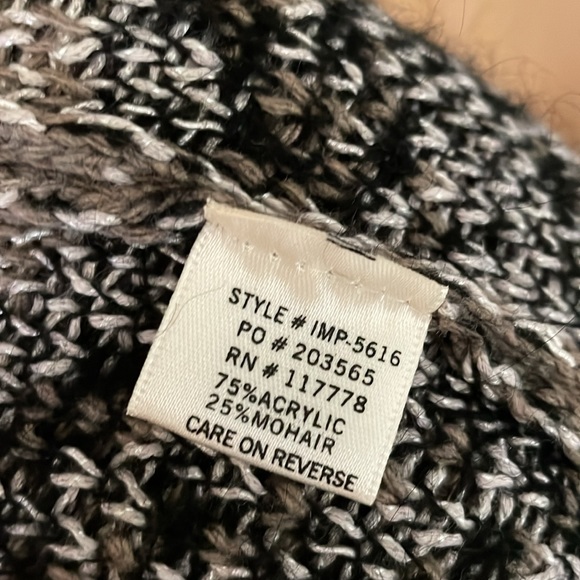 STYLE # IMP-5616
PO # 203565
RN # 117778
75%ACRYLIC
25%MOHAIR
CARE ON REVERSE